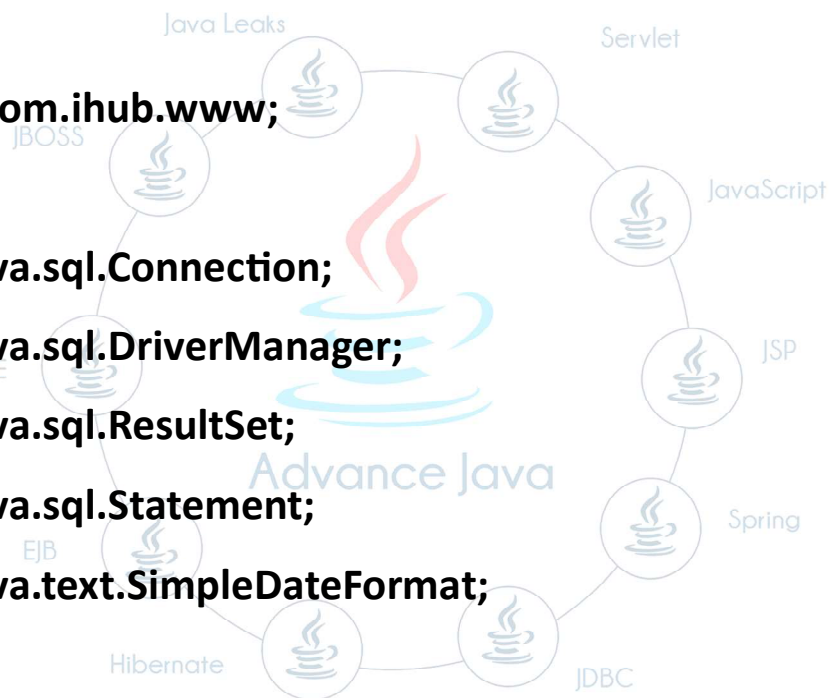 Java Leaks
Servlet
om.ihub.www;
JBOSS
JavaScript
va.sql.Connection;
va.sql.DriverManager;
JSP
va.sql.ResultSet;
Advance Java
va.sql.Statement;
Spring
EJB
va.text.SimpleDateFormat;
Hibernate
JDBC